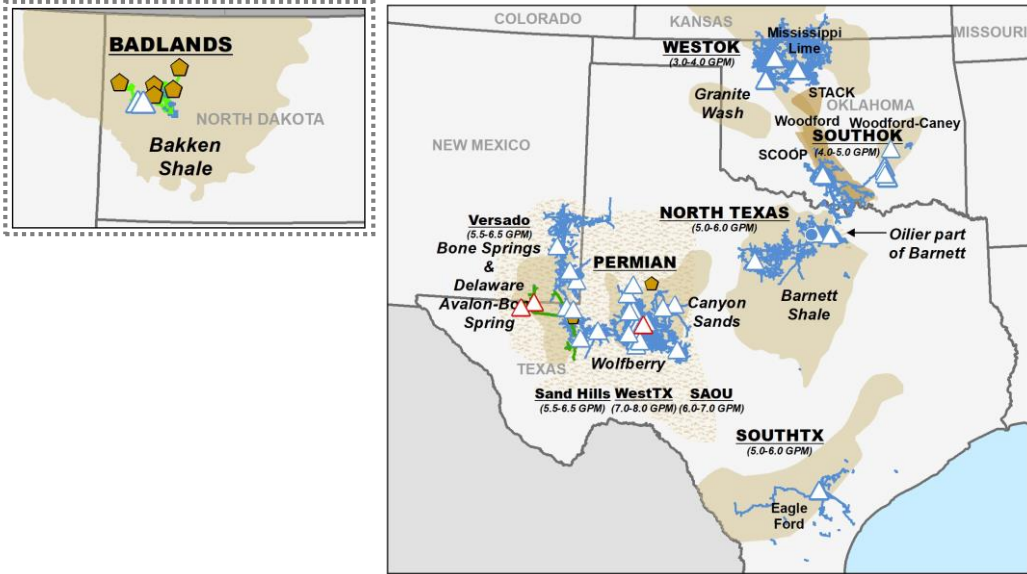 BADLANDS
NORTH DAKOTA
Bakken
Shale
COLORADO
KANSAS
MISSOURI
Mississippi
Lime
WESTOK
(3.0-4.0 GPM)
Granite
Wash
STACK
OKLAHOMA
Woodford
Woodford-Caney
SOUTHOK
(4.0-5.0 GPM)
SCOOP
NEW MEXICO
Versado
(5.5-6.5 GPM)
Bone Springs
&
Delaware
Avalon-Bone
Spring
NORTH TEXAS
(5.0-6.0 GPM)
Oilier part
of Barnett
PERMIAN
Canyon
Sands
Barnett
Shale
Wolfberry
TEXAS
Sand Hills
(5.5-6.5 GPM)
WestTX
(7.0-8.0 GPM)
SAOU
(6.0-7.0 GPM)
SOUTHTX
(5.0-6.0 GPM)
Eagle
Ford